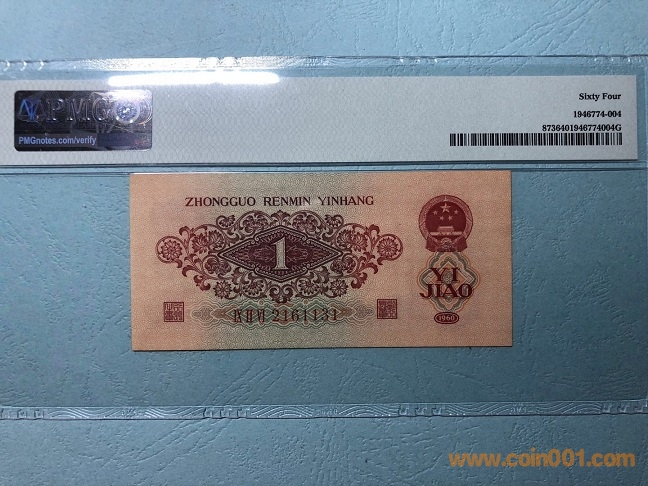 PMG
PMGnotes.com/verify
Sixty Four
1946774-004
8736401946774004G
ZHONGGUO RENMIN YINHANG
1
YI
JIAO
2161131
1960
www.coin001.com